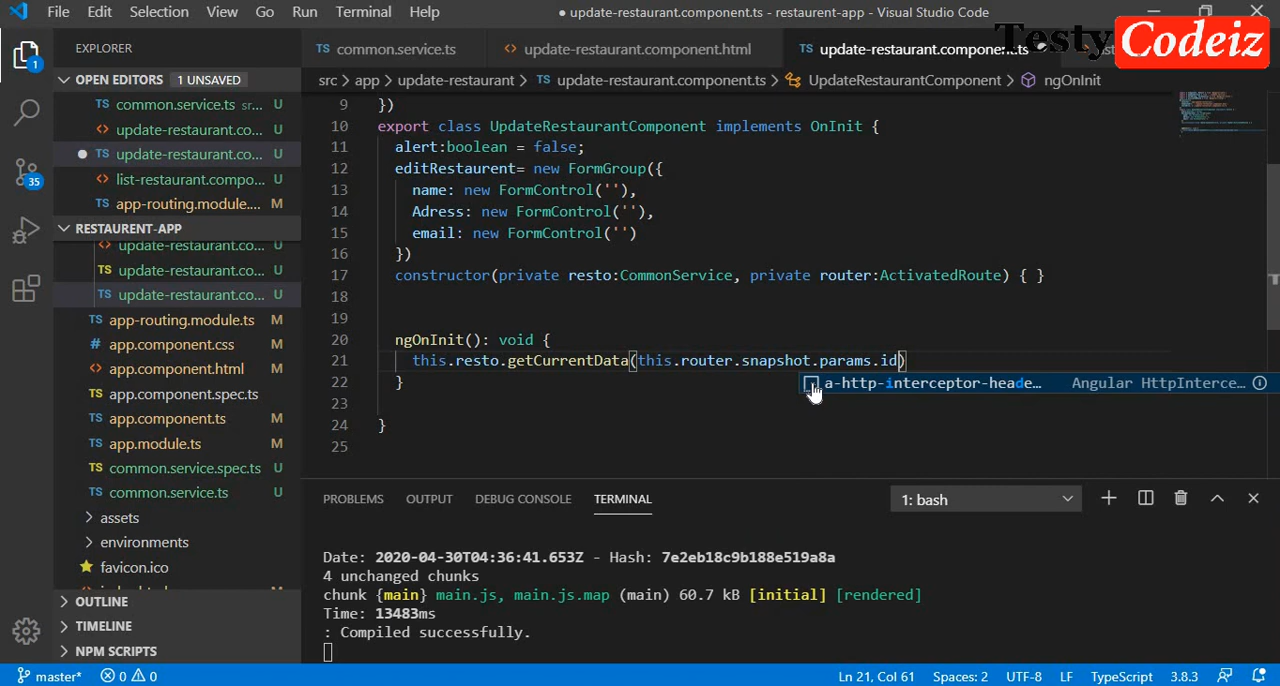 File Edit Selection View Go Run Terminal Help
● update-restaurant.component.ts - restaurent-app - Visual Studio Code
Testy Codeiz
EXPLORER
OPEN EDITORS 1 UNSAVED
common.service.ts sr... U
update-restaurant.co... U
update-restaurant.co... U
list-restaurant.compo... U
app-routing.module.... M
RESTAURENT-APP
update-restaurant.co... U
update-restaurant.co... U
update-restaurant.co... U
app-routing.module.ts M
app.component.css M
app.component.html M
app.component.spec.ts
app.component.ts M
app.module.ts M
common.service.spec.ts U
common.service.ts U
assets
environments
favicon.ico
OUTLINE
TIMELINE
NPM SCRIPTS
1
35
TS common.service.ts <> update-restaurant.component.html TS update-restaurant.component.ts
src > app > update-restaurant > TS update-restaurant.component.ts > UpdateRestaurantComponent > ngOnInit
9 })
10 export class UpdateRestaurantComponent implements OnInit {
11 alert:boolean = false;
12 editRestaurent= new FormGroup({
13 name: new FormControl(''),
14 Adress: new FormControl(''),
15 email: new FormControl('')
16 })
17 constructor(private resto:CommonService, private router:ActivatedRoute) { }
18
19
20 ngOnInit(): void {
21 this.resto.getCurrentData(this.router.snapshot.params.id)
a-http-interceptor-heade... Angular HttpInterce...
22 }
23
24 }
25
PROBLEMS OUTPUT DEBUG CONSOLE TERMINAL 1: bash
Date: 2020-04-30T04:36:41.653Z - Hash: 7e2eb18c9b188e519a8a
4 unchanged chunks
chunk {main} main.js, main.js.map (main) 60.7 kB [initial] [rendered]
Time: 13483ms
: Compiled successfully.
master* 0 0 Ln 21, Col 61 Spaces: 2 UTF-8 LF TypeScript 3.8.3